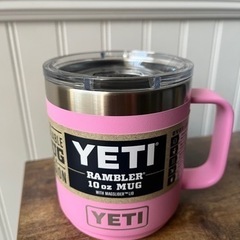 YETI
RAMBLER
10 oz MUG
WITH MAGSLIDER™ LID
YETI